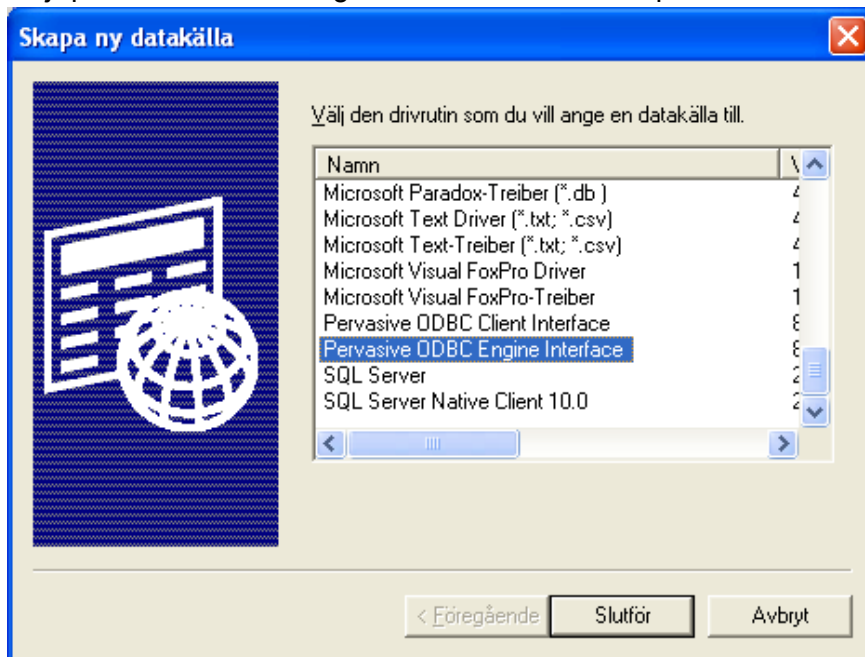 Skapa ny datakälla
Välj den drivrutin som du vill ange en datakälla till.
Namn
Microsoft Paradox-Treiber (*.db )
Microsoft Text Driver (*.txt; *.csv)
Microsoft Text-Treiber (*.txt; *.csv)
Microsoft Visual FoxPro Driver
Microsoft Visual FoxPro-Treiber
Pervasive ODBC Client Interface
Pervasive ODBC Engine Interface
SQL Server
SQL Server Native Client 10.0
< Föregående Slutför Avbryt